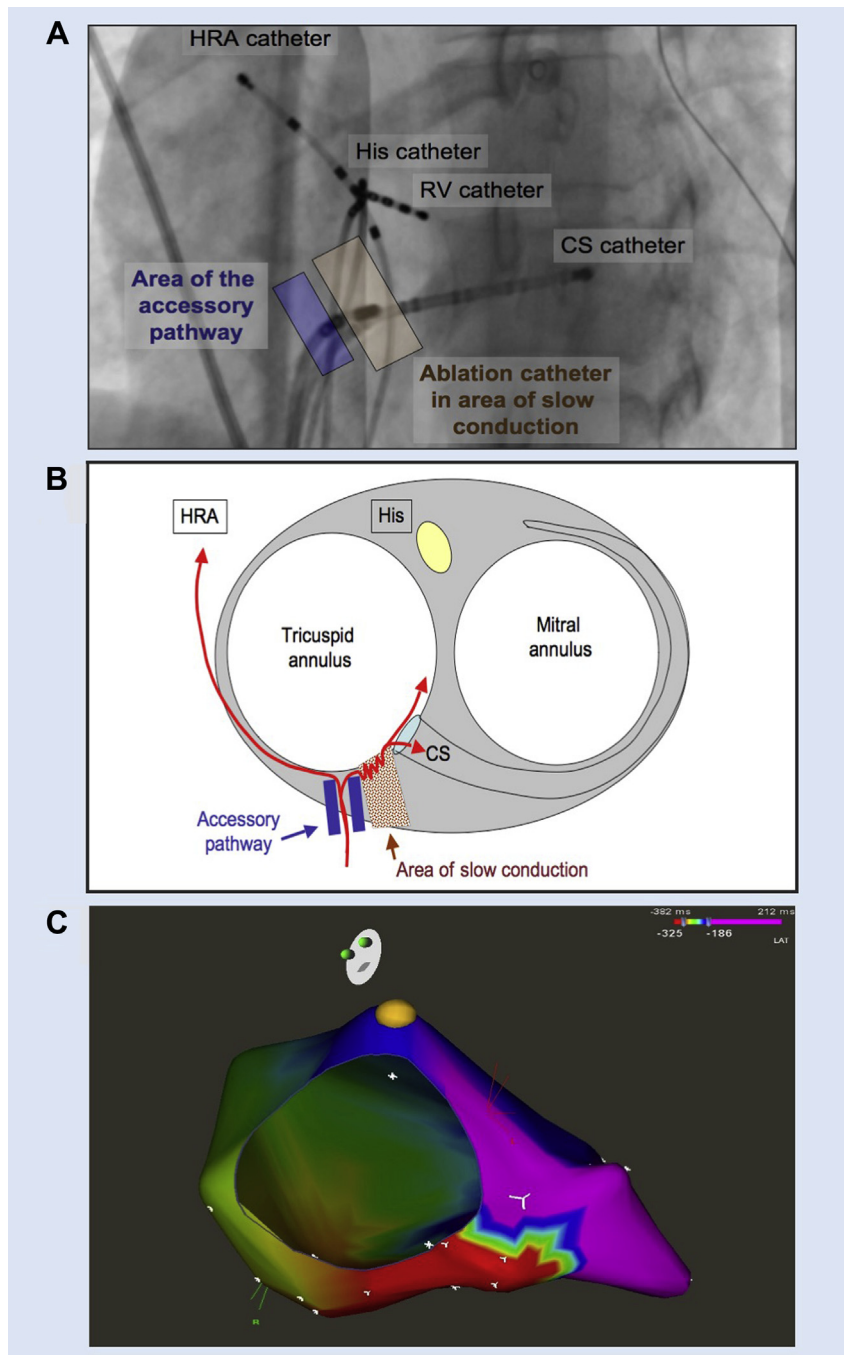 A
HRA catheter
His catheter
RV catheter
CS catheter
Area of the
accessory
pathway
Ablation catheter
in area of slow
conduction
B
HRA
His
Tricuspid
annulus
Mitral
annulus
CS
Accessory
pathway
Area of slow conduction
C
-382 ms
212 ms
-325
-186
LAT
R